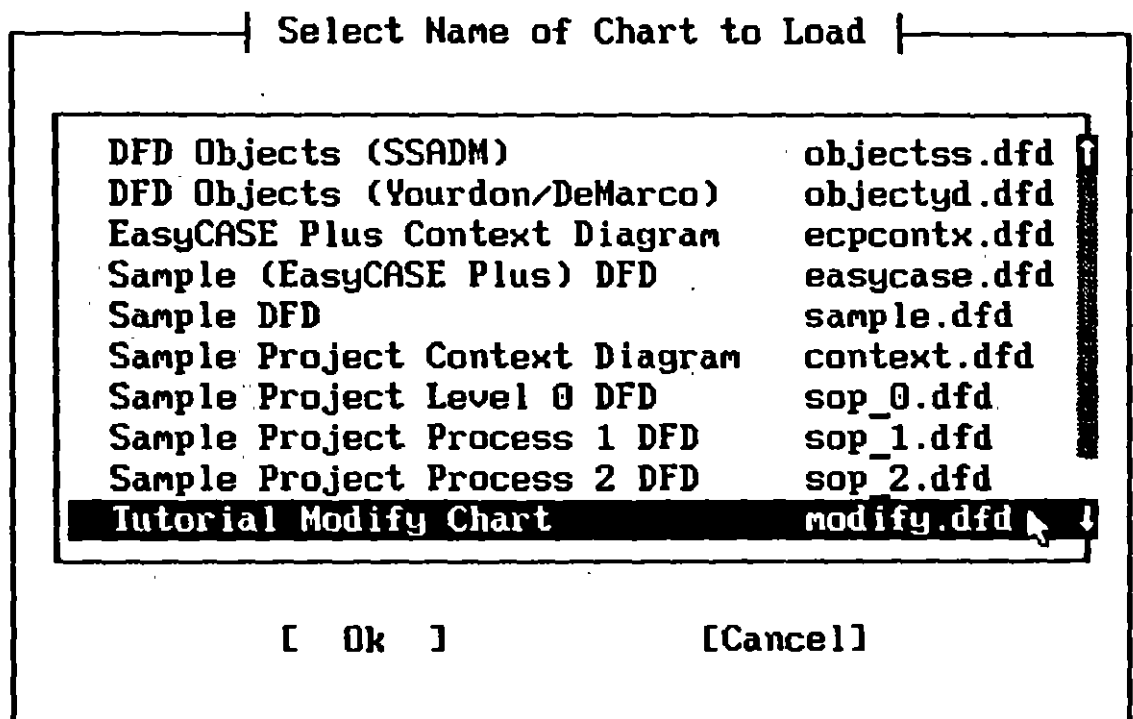 Select Name of Chart to Load
DFD Objects (SSADM) objectss.dfd
DFD Objects (Yourdon/DeMarco) objectyd.dfd
EasyCASE Plus Context Diagram ecpcontx.dfd
Sample (EasyCASE Plus) DFD easycase.dfd
Sample DFD sample.dfd
Sample Project Context Diagram context.dfd
Sample Project Level 0 DFD sop_0.dfd
Sample Project Process 1 DFD sop_1.dfd
Sample Project Process 2 DFD sop_2.dfd
Tutorial Modify Chart modify.dfd
[ Ok ] [Cancel]